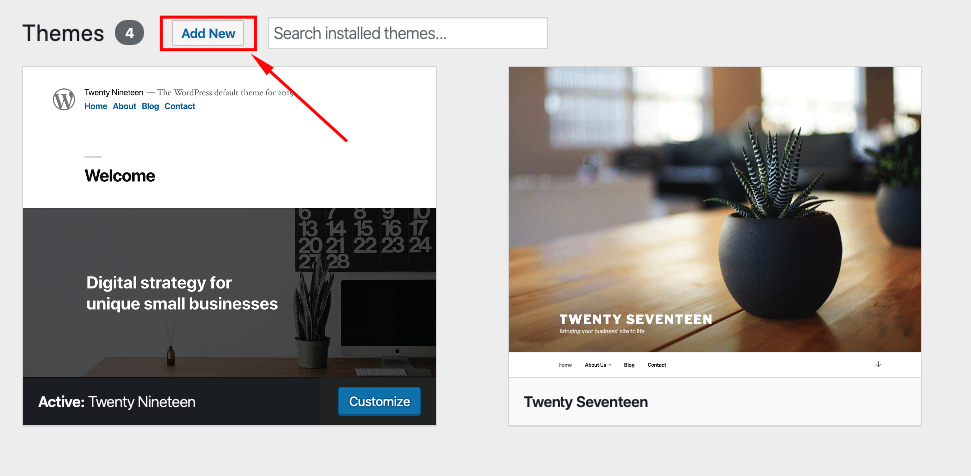 Themes 4 Add New Search installed themes...
Twenty Nineteen — The WordPress default theme for 2019
Home About Blog Contact
Welcome
6 7 8 9 10
13 14 15 16 17
20 21 22 23 24
27 28
Digital strategy for
unique small businesses
Active: Twenty Nineteen Customize
TWENTY SEVENTEEN
Bringing your business' site to life
Home About Us Blog Contact
Twenty Seventeen